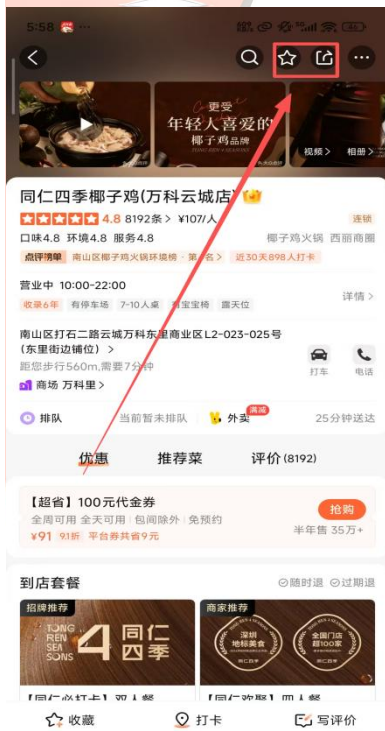 5:58
更受
年轻人喜爱的
椰子鸡品牌
视频>
相册>
同仁四季椰子鸡(万科云城店)
4.8 8192条> ¥107/人
连锁
口味4.8 环境4.8 服务4.8
椰子鸡火锅 西丽商圈
点评榜单 南山区椰子鸡火锅环境榜·第 名>
近30天898人打卡
营业中 10:00-22:00
收录6年 有停车场 7-10人桌 有宝宝椅 露天位
详情>
南山区打石二路云城万科东里商业区L2-023-025号
(东里街边铺位) >
距您步行560m,需要7分钟
打车
电话
商场 万科里>
排队
当前暂未排队
外卖
满减
25分钟送达
优惠
推荐菜
评价(8192)
【超省】100元代金券
全周可用 全天可用 | 包间除外 | 免预约
¥91 9.1折 平台券共省9元
抢购
半年售 35万+
到店套餐
随时退
过期退
招牌推荐
TONG
REN
SEA
SONS
4
同仁
四季
商家推荐
深圳
地标美食
同仁四季
全国门店
超100家
同仁四季
【同仁必打卡】双人餐
【同仁欢聚】四人餐
收藏
打卡
写评价